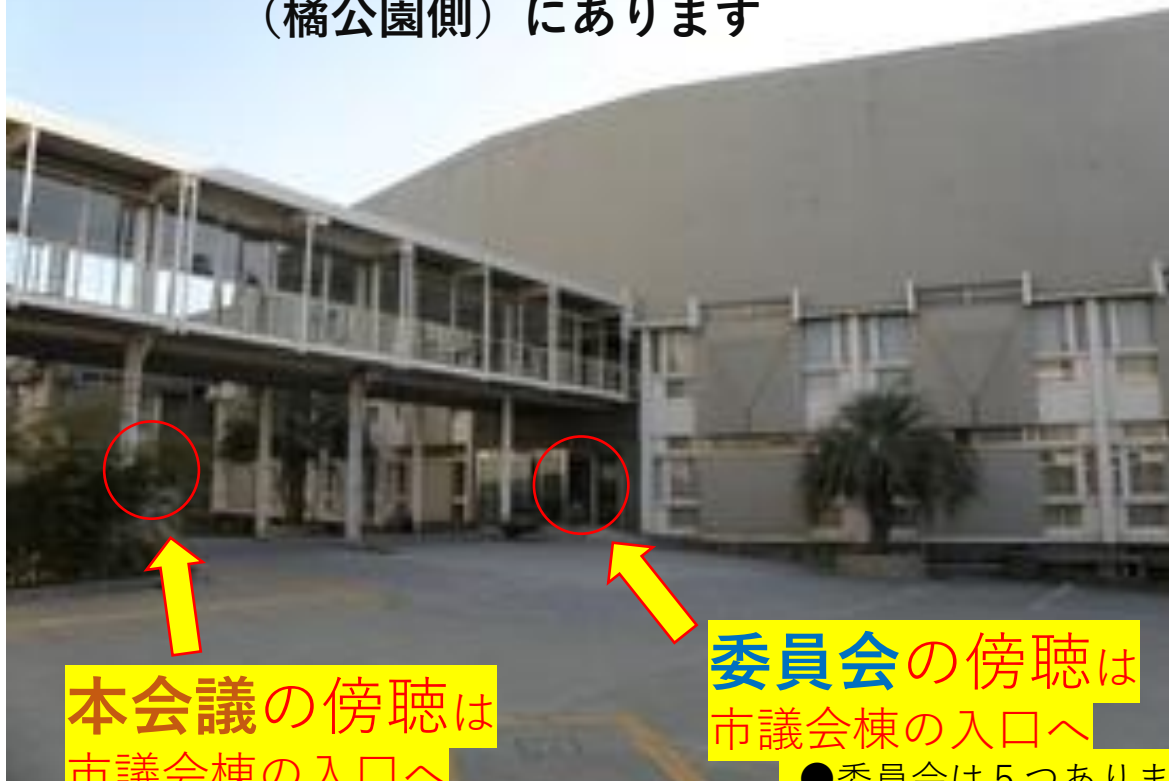 （橘公園側）にあります
本会議の傍聴は
市議会棟の入口へ
委員会の傍聴は
市議会棟の入口へ
●委員会は５つありま